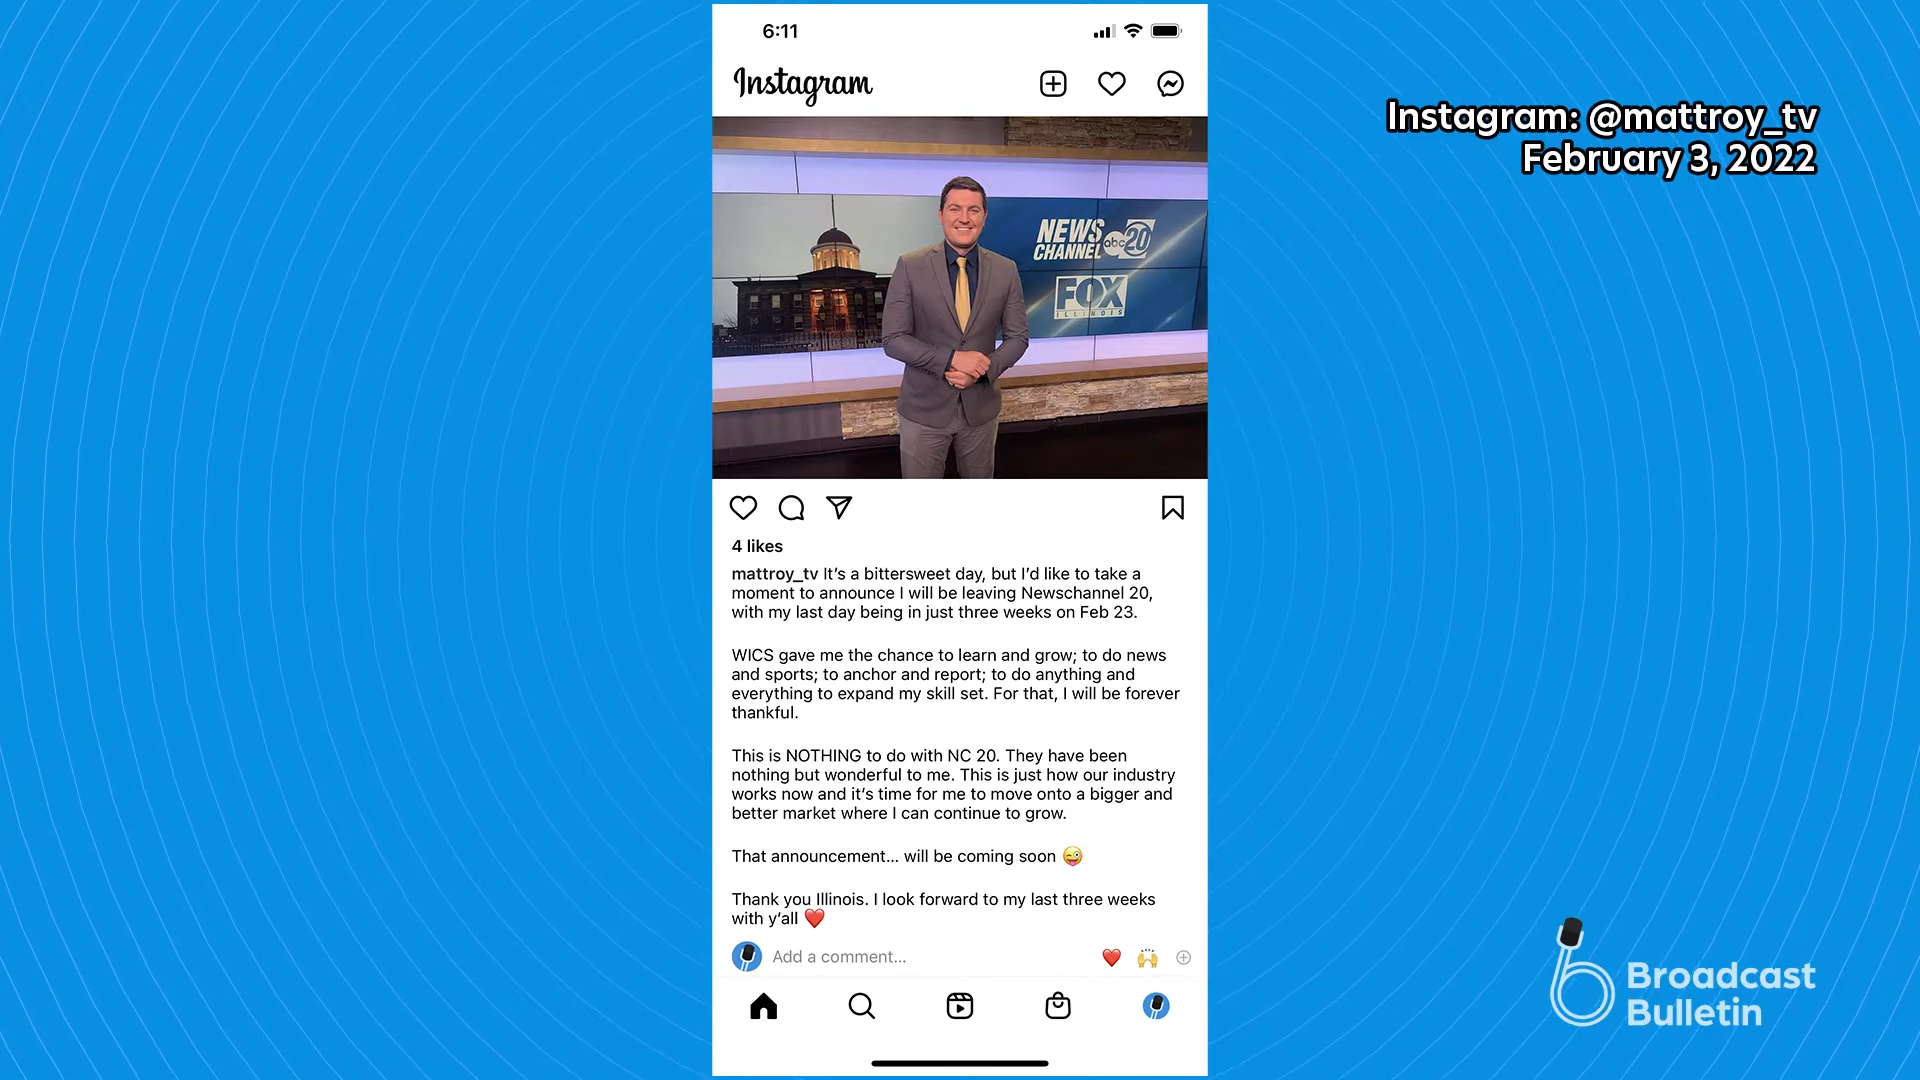 6:11
Instagram
Instagram: @mattroy_tv
February 3, 2022
NEWS
CHANNEL abc 20
FOX
ILLINOIS
4 likes
mattroy_tv It's a bittersweet day, but I'd like to take a
moment to announce I will be leaving Newschannel 20,
with my last day being in just three weeks on Feb 23.
WICS gave me the chance to learn and grow; to do news
and sports; to anchor and report; to do anything and
everything to expand my skill set. For that, I will be forever
thankful.
This is NOTHING to do with NC 20. They have been
nothing but wonderful to me. This is just how our industry
works now and it's time for me to move onto a bigger and
better market where I can continue to grow.
That announcement... will be coming soon 😜
Thank you Illinois. I look forward to my last three weeks
with y'all ❤️
Add a comment...
Broadcast
Bulletin